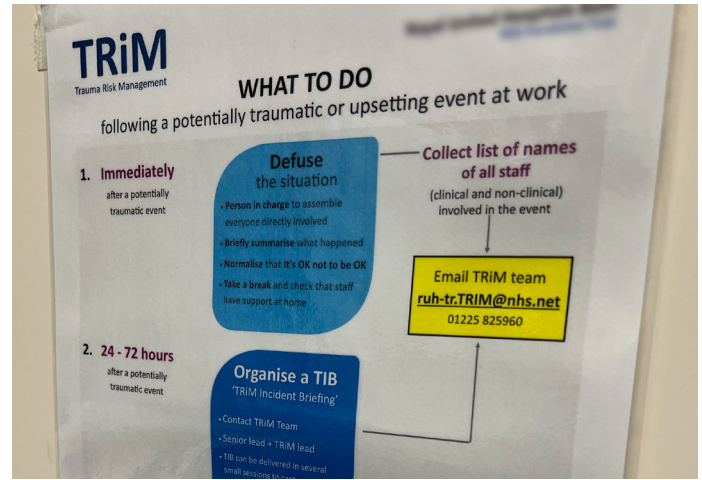 TRiM
Trauma Risk Management
WHAT TO DO
following a potentially traumatic or upsetting event at work
1. Immediately
after a potentially
traumatic event
Defuse
the situation
• Person in charge to assemble
everyone directly involved
• Briefly summarise what happened
• Normalise that It's OK not to be OK
• Take a break and check that staff
have support at home
Collect list of names
of all staff
(clinical and non-clinical)
involved in the event
Email TRiM team
ruh-tr.TRIM@nhs.net
01225 825960
2. 24 - 72 hours
after a potentially
traumatic event
Organise a TIB
'TRiM Incident Briefing'
• Contact TRiM Team
• Senior lead + TRiM lead
• TIB can be delivered in several
small sessions to